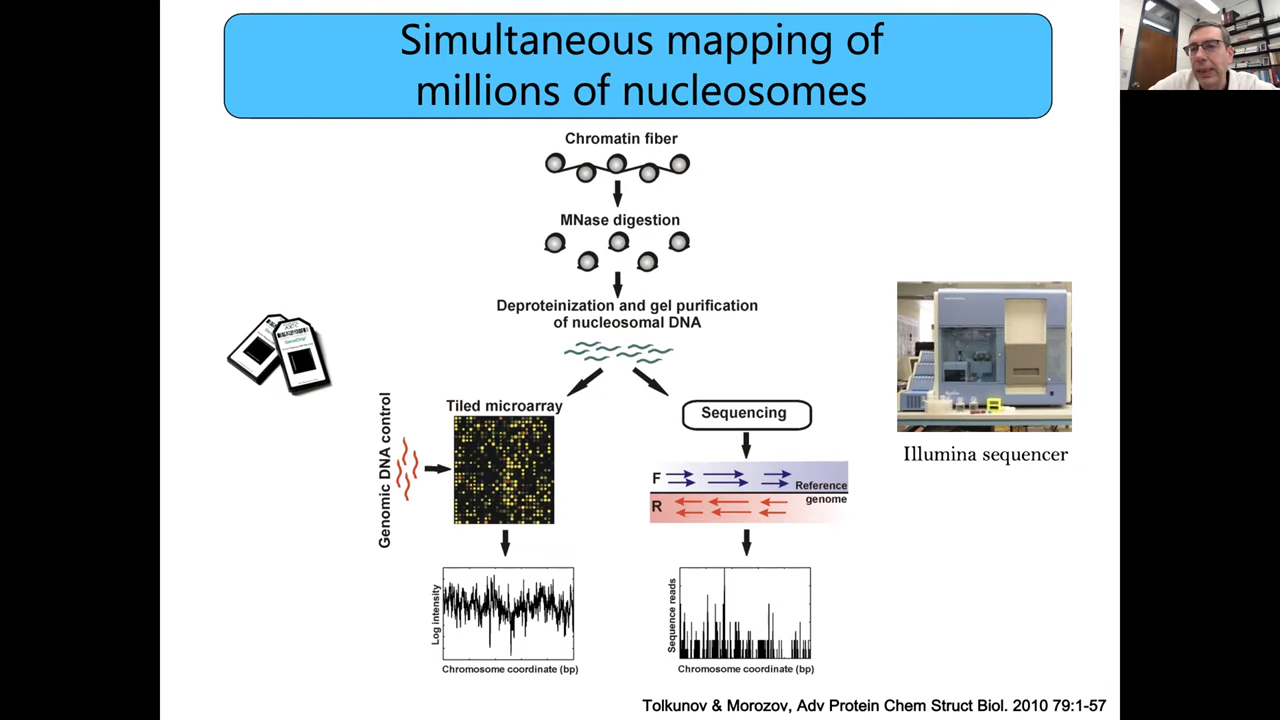 Simultaneous mapping of
millions of nucleosomes
Chromatin fiber
MNase digestion
Deproteinization and gel purification
of nucleosomal DNA
Tiled microarray
Genomic DNA control
Log intensity
Chromosome coordinate (bp)
Sequencing
F
R
Reference
genome
Sequence reads
Chromosome coordinate (bp)
Illumina sequencer
Tolkunov & Morozov, Adv Protein Chem Struct Biol. 2010 79:1-57